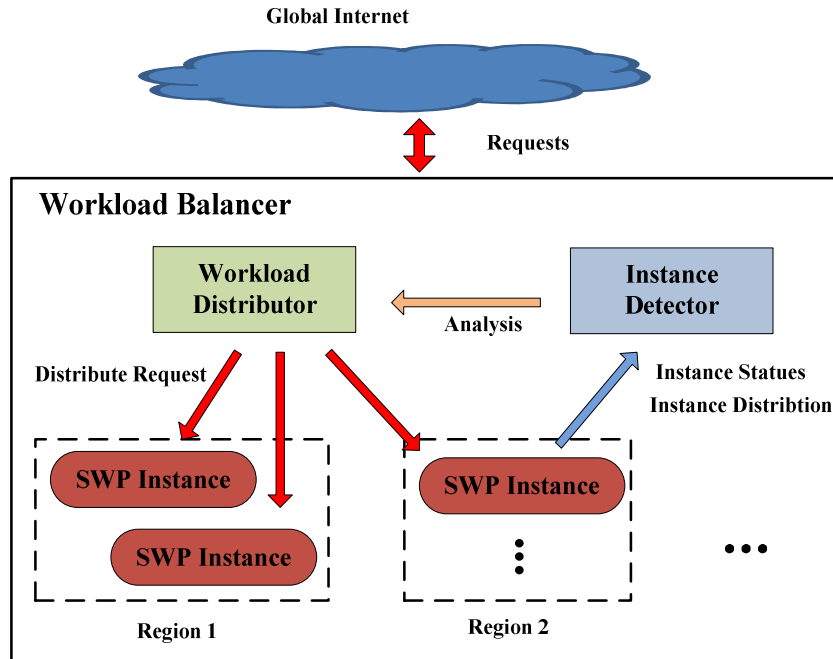 Global Internet
Requests
Workload Balancer
Workload
Distributor
Instance
Detector
Analysis
Distribute Request
Instance Statues
Instance Distribtion
SWP Instance
SWP Instance
SWP Instance
Region 1
Region 2